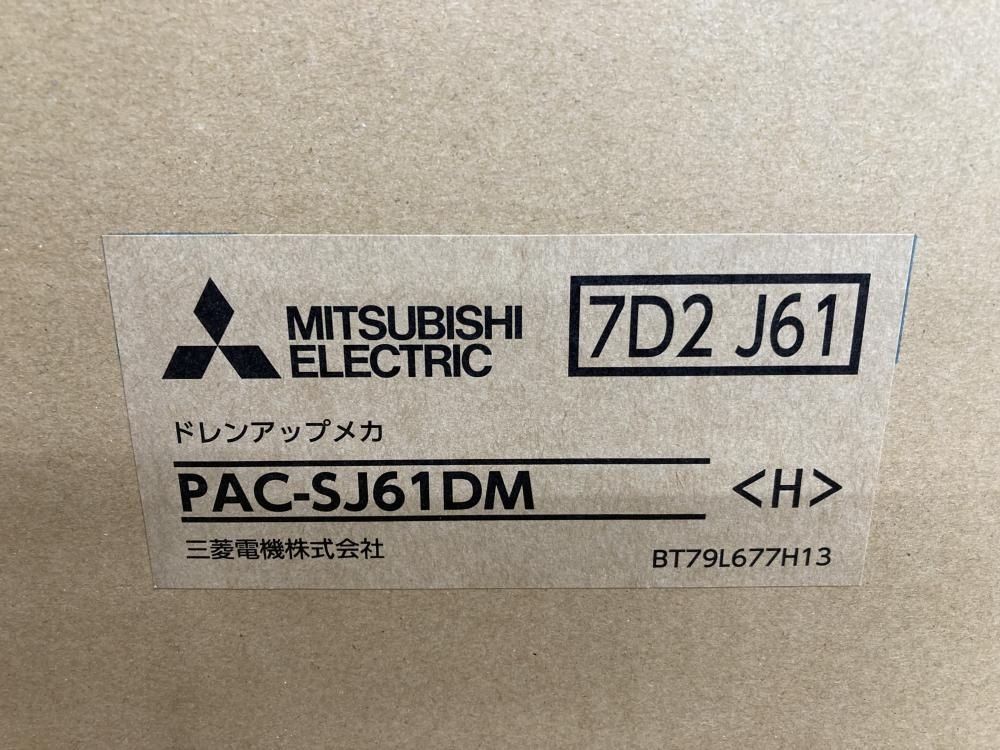 MITSUBISHI
ELECTRIC
7D2 J61
ドレンアップメカ
PAC-SJ61DM
<H>
三菱電機株式会社
BT79L677H13